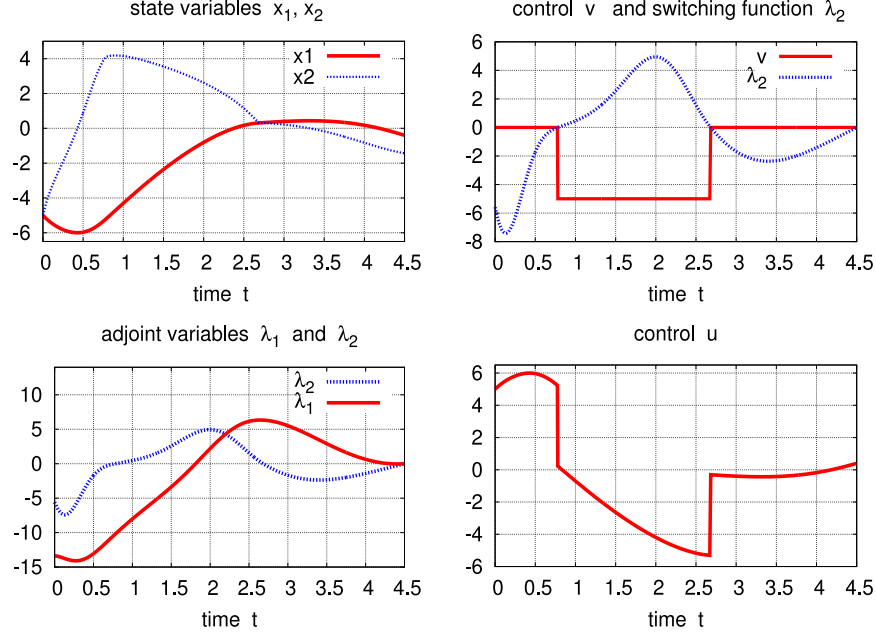 state variables x1, x2
x1
x2
4
2
0
-2
-4
-6
0 0.5 1 1.5 2 2.5 3 3.5 4 4.5
time t
control v and switching function λ2
v
λ2
6
4
2
0
-2
-4
-6
-8
0 0.5 1 1.5 2 2.5 3 3.5 4 4.5
time t
adjoint variables λ1 and λ2
λ2
λ1
10
5
0
-5
-10
-15
0 0.5 1 1.5 2 2.5 3 3.5 4 4.5
time t
control u
6
4
2
0
-2
-4
-6
0 0.5 1 1.5 2 2.5 3 3.5 4 4.5
time t